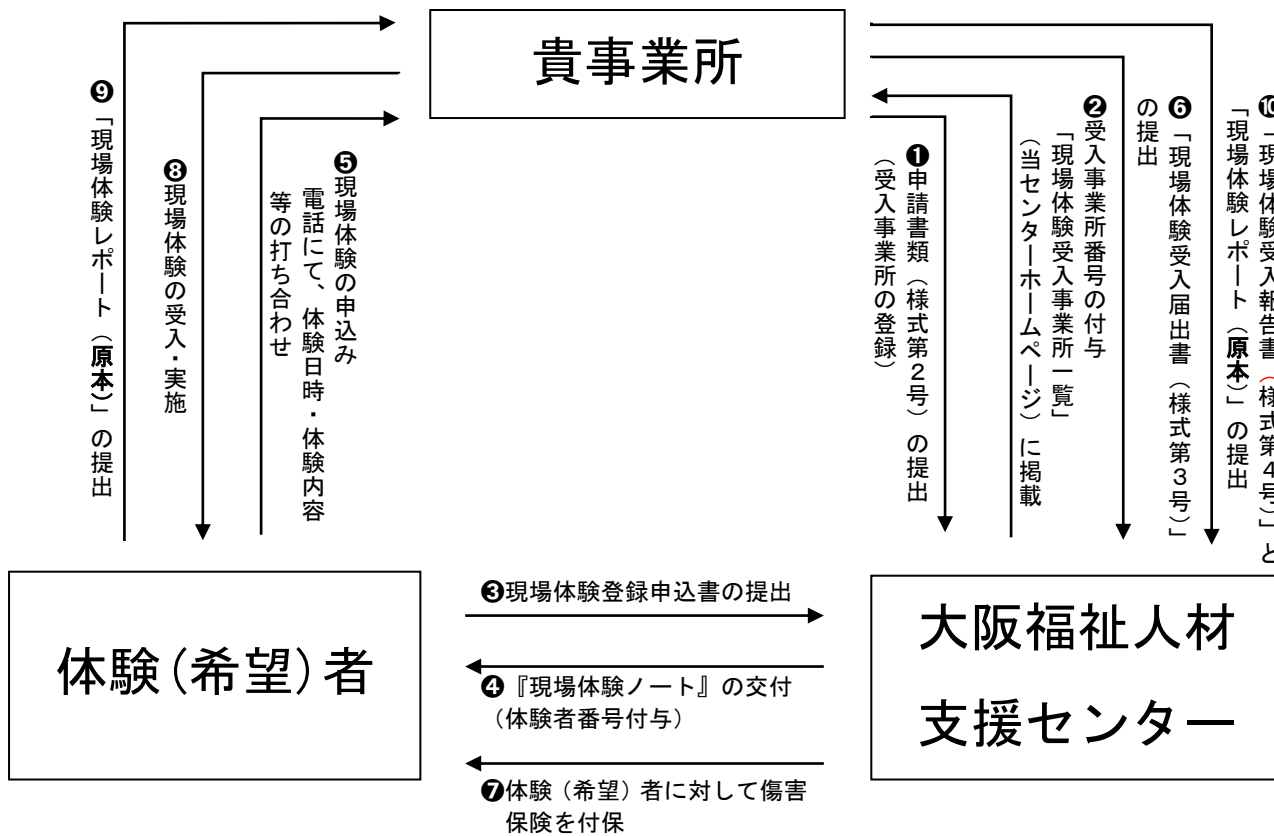 貴事業所
❾「現場体験レポート（原本）」の提出
❽現場体験の受入・実施
❺現場体験の申込み
電話にて、体験日時・体験内容
等の打ち合わせ
❿「現場体験受入報告書（様式第４号）」と
「現場体験レポート（原本）」の提出
❻「現場体験受入届出書（様式第３号）」
の提出
❷受入事業所番号の付与
「現場体験受入事業所一覧」
（当センターホームページ）に掲載
❶申請書類（様式第２号）の提出
（受入事業所の登録）
体験（希望）者
❸現場体験登録申込書の提出
❹『現場体験ノート』の交付
（体験者番号付与）
❼体験（希望）者に対して傷害
保険を付保
大阪福祉人材
支援センター